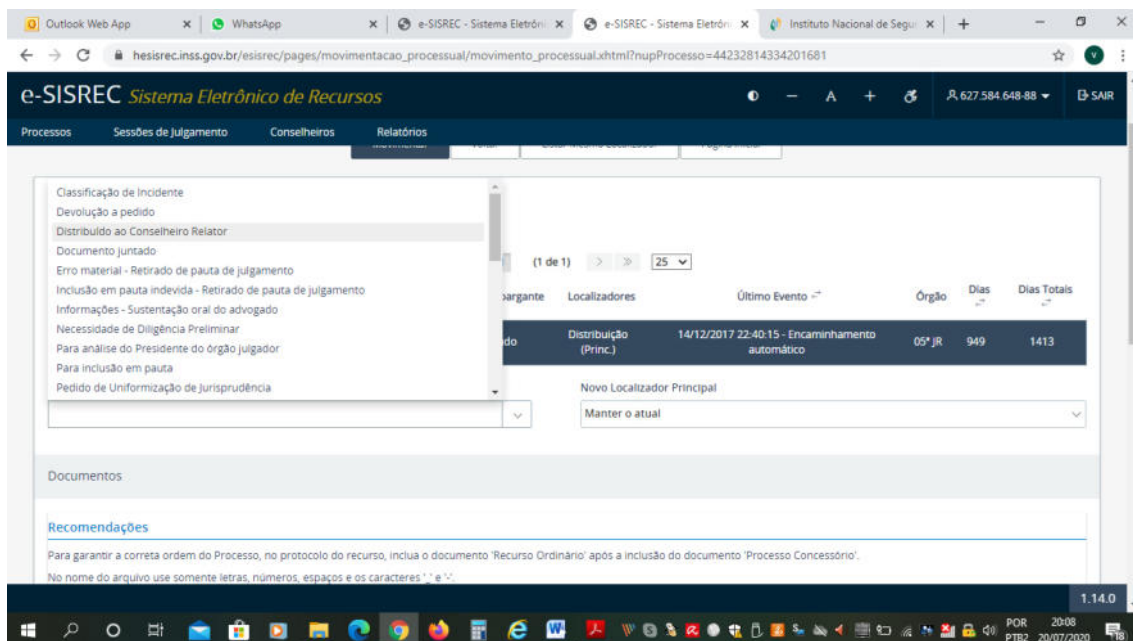 Outlook Web App
WhatsApp
e-SISREC - Sistema Eletrôni
e-SISREC - Sistema Eletrôni
Instituto Nacional de Segu
hesisrec.inss.gov.br/esisrec/pages/movimentacao_processual/movimento_processual.xhtml?nupProcesso=44232814334201681
V
e-SISREC Sistema Eletrônico de Recursos
A
627.584.648-88
SAIR
Processos Sessões de Julgamento Conselheiros Relatórios
Classificação de Incidente
Devolução a pedido
Distribuído ao Conselheiro Relator
Documento juntado
Erro material - Retirado de pauta de julgamento
Inclusão em pauta indevida - Retirado de pauta de julgamento
Informações - Sustentação oral do advogado
Necessidade de Diligência Preliminar
Para análise do Presidente do órgão julgador
Para inclusão em pauta
Pedido de Uniformização de Jurisprudência
(1 de 1) 25
bargante Localizadores Último Evento Órgão Dias Dias Totais
do Distribuição (Princ.) 14/12/2017 22:40:15 - Encaminhamento automático 05ª JR 949 1413
Novo Localizador Principal
Manter o atual
Documentos
Recomendações
Para garantir a correta ordem do Processo, no protocolo do recurso, inclua o documento 'Recurso Ordinário' após a inclusão do documento 'Processo Concessório'.
No nome do arquivo use somente letras, números, espaços e os caracteres '_' e '-'.
1.14.0
POR
PTB2
20:08
20/07/2020
18